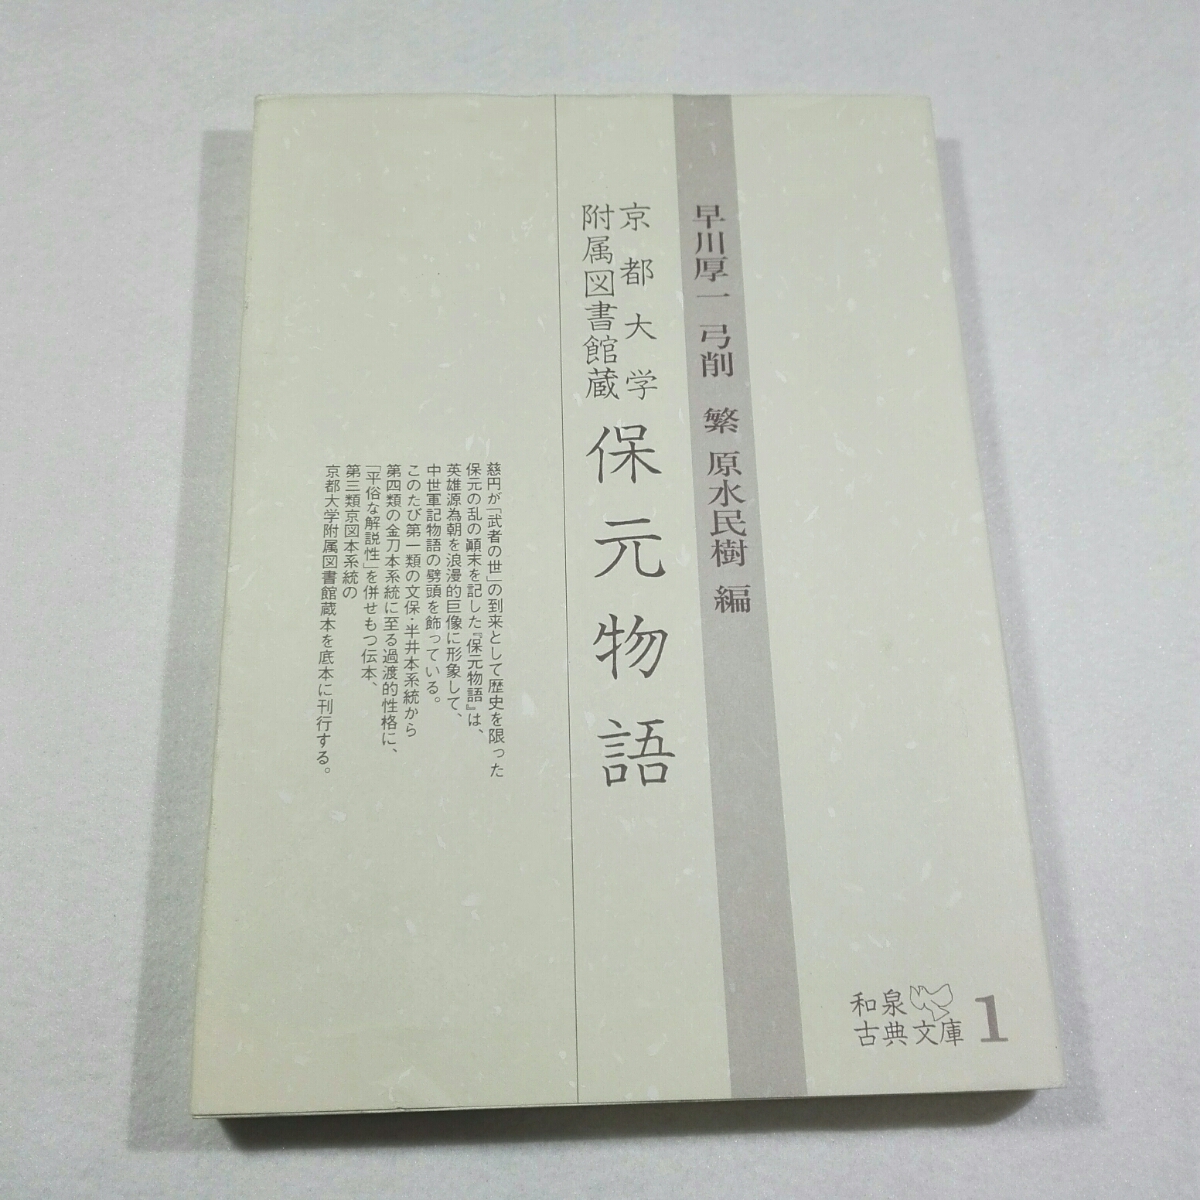 早川厚一 弓削 繁 原水民樹 編
京都大学
附属図書館蔵
保元物語
慈円が「武者の世」の到来として歴史を限った
保元の乱の顛末を記した『保元物語』は、
英雄源為朝を浪漫的巨像に形象して、
中世軍記物語の劈頭を飾っている。
このたび第一類の文保・半井本系統から
第四類の金刀本系統に至る過渡的性格に、
「平俗な解説性」を併せもつ伝本、
第三類京図本系統の
京都大学附属図書館蔵本を底本に刊行する。
和泉
古典文庫 1